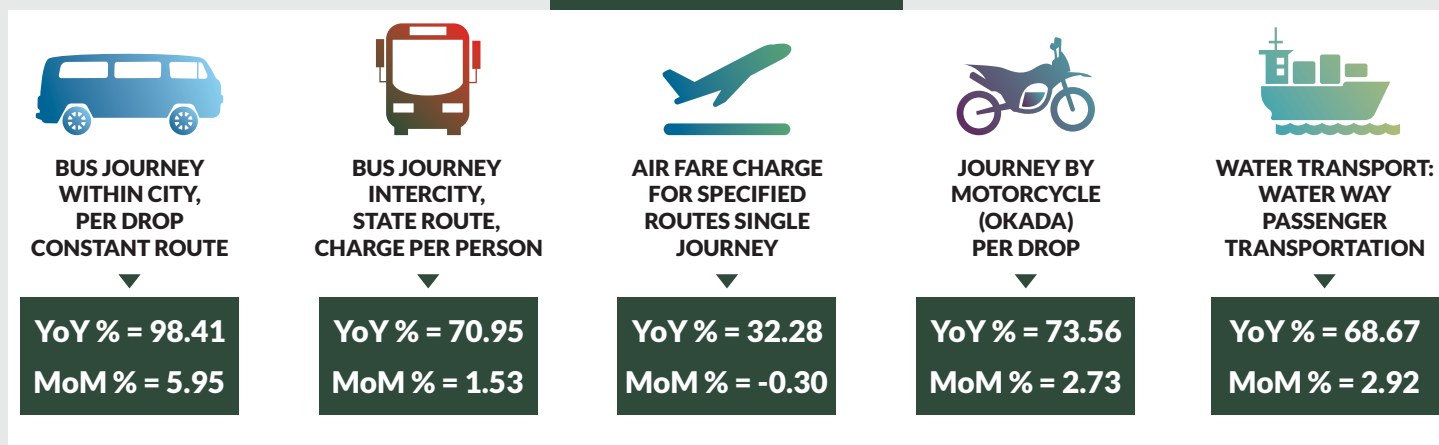 BUS JOURNEY
WITHIN CITY,
PER DROP
CONSTANT ROUTE
YoY % = 98.41
MoM % = 5.95
BUS JOURNEY
INTERCITY,
STATE ROUTE,
CHARGE PER PERSON
YoY % = 70.95
MoM % = 1.53
AIR FARE CHARGE
FOR SPECIFIED
ROUTES SINGLE
JOURNEY
YoY % = 32.28
MoM % = -0.30
JOURNEY BY
MOTORCYCLE
(OKADA)
PER DROP
YoY % = 73.56
MoM % = 2.73
WATER TRANSPORT:
WATER WAY
PASSENGER
TRANSPORTATION
YoY % = 68.67
MoM % = 2.92